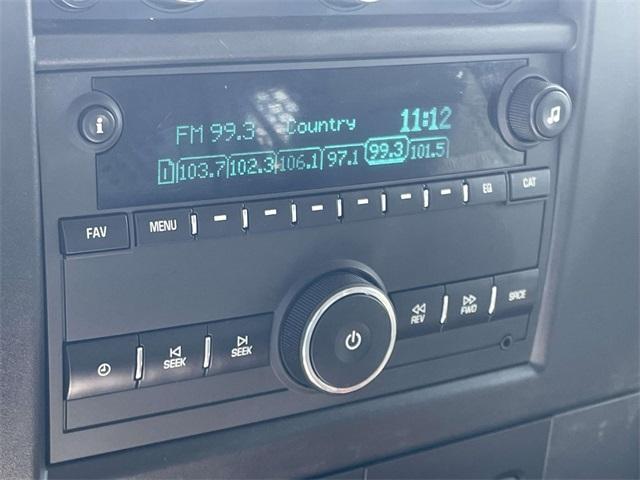 i
FM 99.3 Country 11:12
1 103.7 102.3 106.1 97.1 99.3 101.5
FAV MENU EQ CAT
REV FWD SRCE
SEEK SEEK